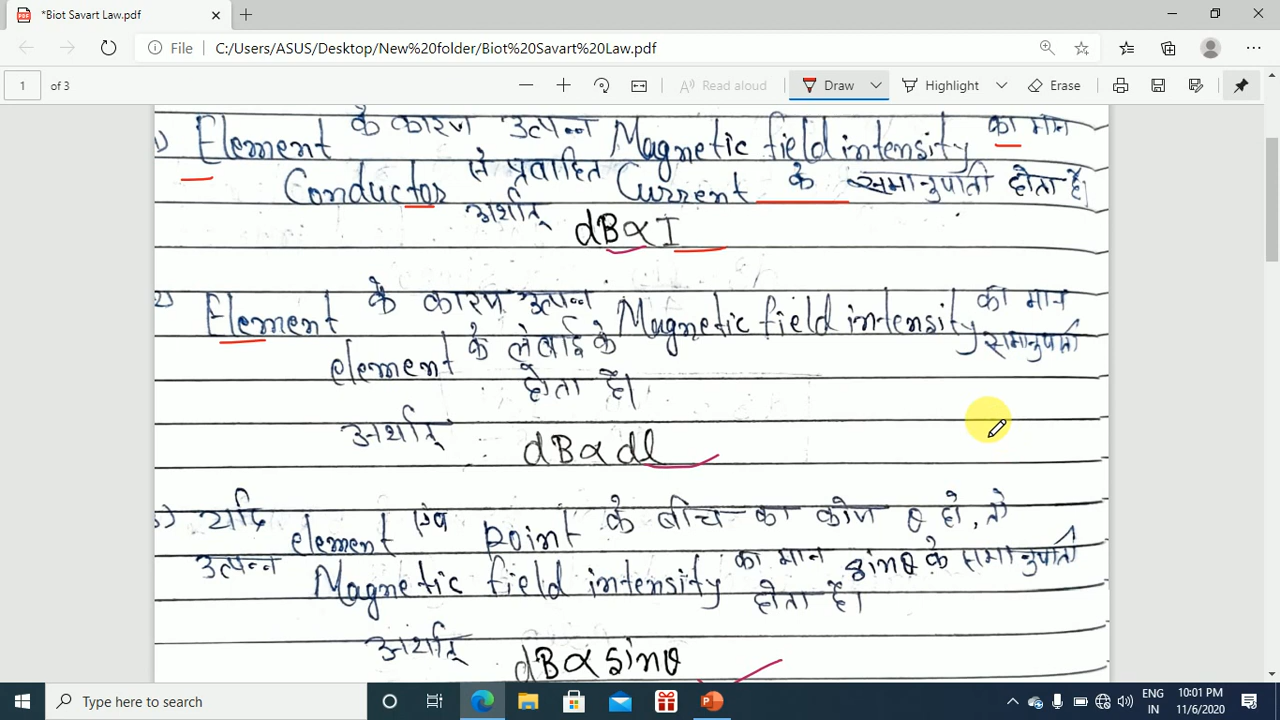 *Biot Savart Law.pdf
File C:/Users/ASUS/Desktop/New%20folder/Biot%20Savart%20Law.pdf
1 of 3 Read aloud Draw Highlight Erase
1) Element के कारण उत्पन्न Magnetic field intensity का मान
Conductor से प्रवाहित Current के समानुपाती होता है।
अर्थात्
dB∝I
2) Element के कारण उत्पन्न Magnetic field intensity का मान
element के लंबाई के समानुपाती
होता है।
अर्थात्
dB∝dl
यदि element एंव point के बीच का कोण θ हो, तो
उत्पन्न Magnetic field intensity का मान sinθ के समानुपाती
होता है।
अर्थात्
dB∝sinθ
Type here to search
ENG
IN
10:01 PM
11/6/2020